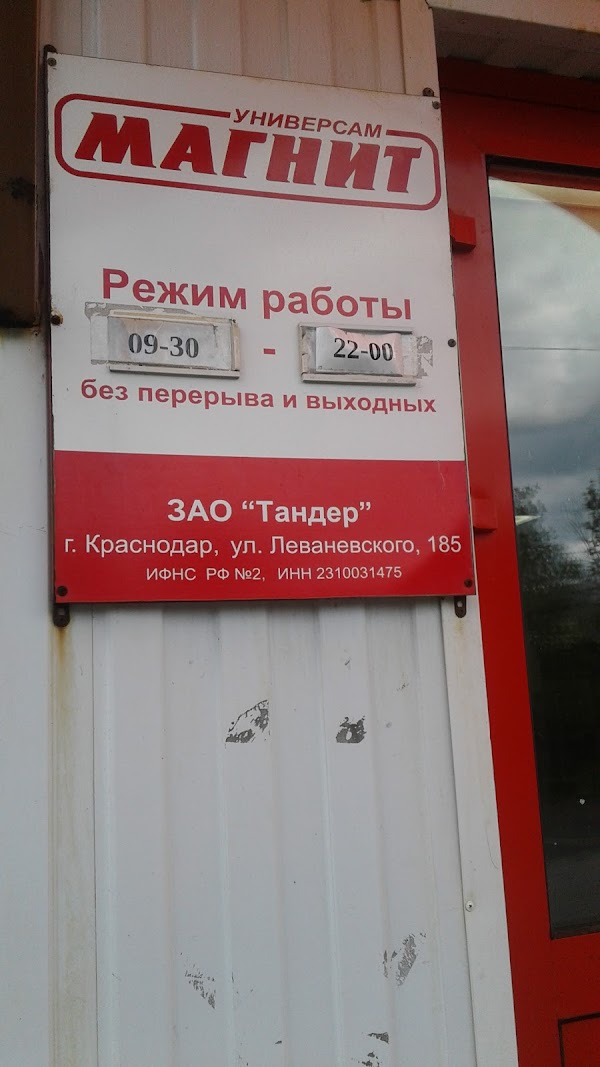 УНИВЕРСАМ
МАГНИТ
Режим работы
09-30 - 22-00
без перерыва и выходных
ЗАО “Тандер”
г. Краснодар, ул. Леваневского, 185
ИФНС РФ №2, ИНН 2310031475